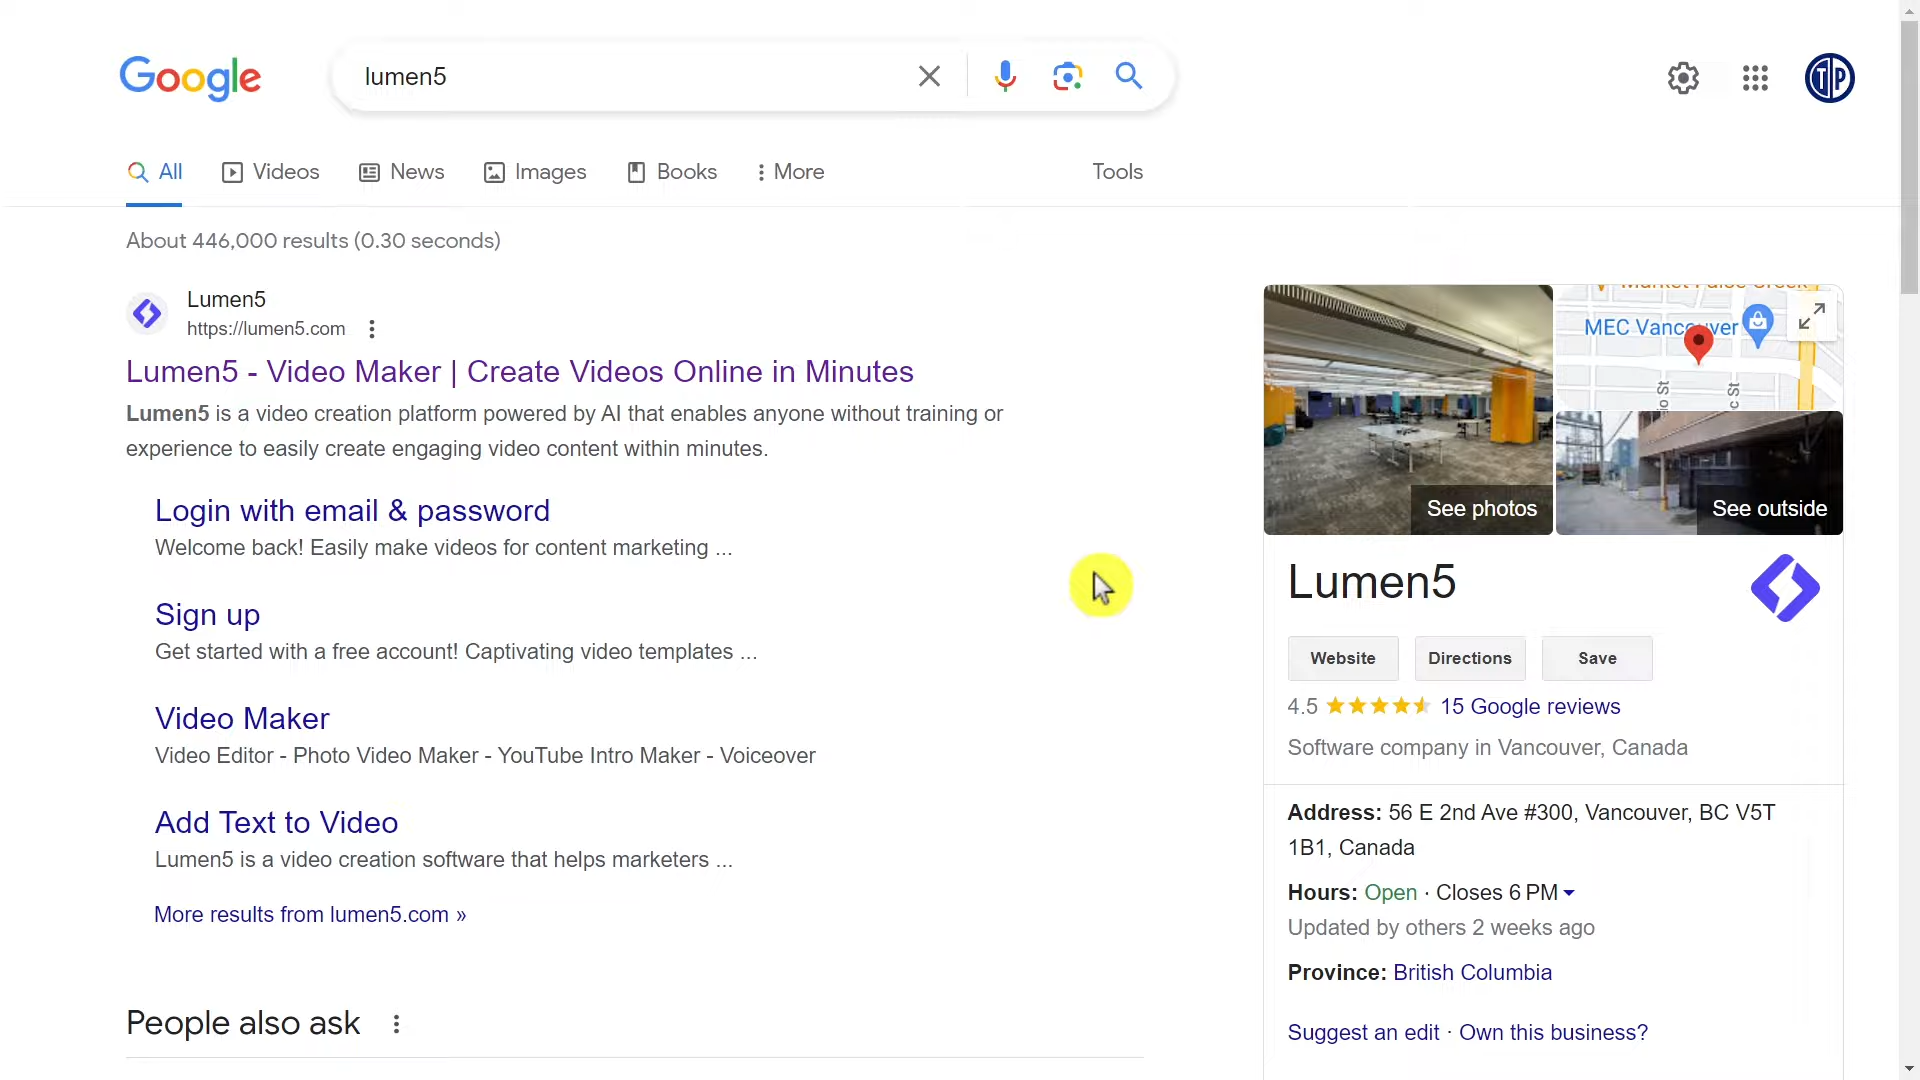 Google
lumen5
TP
All
Videos
News
Images
Books
More
Tools
About 446,000 results (0.30 seconds)
Lumen5
https://lumen5.com
Lumen5 - Video Maker | Create Videos Online in Minutes
Lumen5 is a video creation platform powered by AI that enables anyone without training or
experience to easily create engaging video content within minutes.
Login with email & password
Welcome back! Easily make videos for content marketing ...
Sign up
Get started with a free account! Captivating video templates ...
Video Maker
Video Editor - Photo Video Maker - YouTube Intro Maker - Voiceover
Add Text to Video
Lumen5 is a video creation software that helps marketers ...
More results from lumen5.com »
People also ask
MEC Vancouver
See photos
See outside
Lumen5
Website
Directions
Save
4.5
15 Google reviews
Software company in Vancouver, Canada
Address: 56 E 2nd Ave #300, Vancouver, BC V5T
1B1, Canada
Hours: Open · Closes 6 PM
Updated by others 2 weeks ago
Province: British Columbia
Suggest an edit · Own this business?